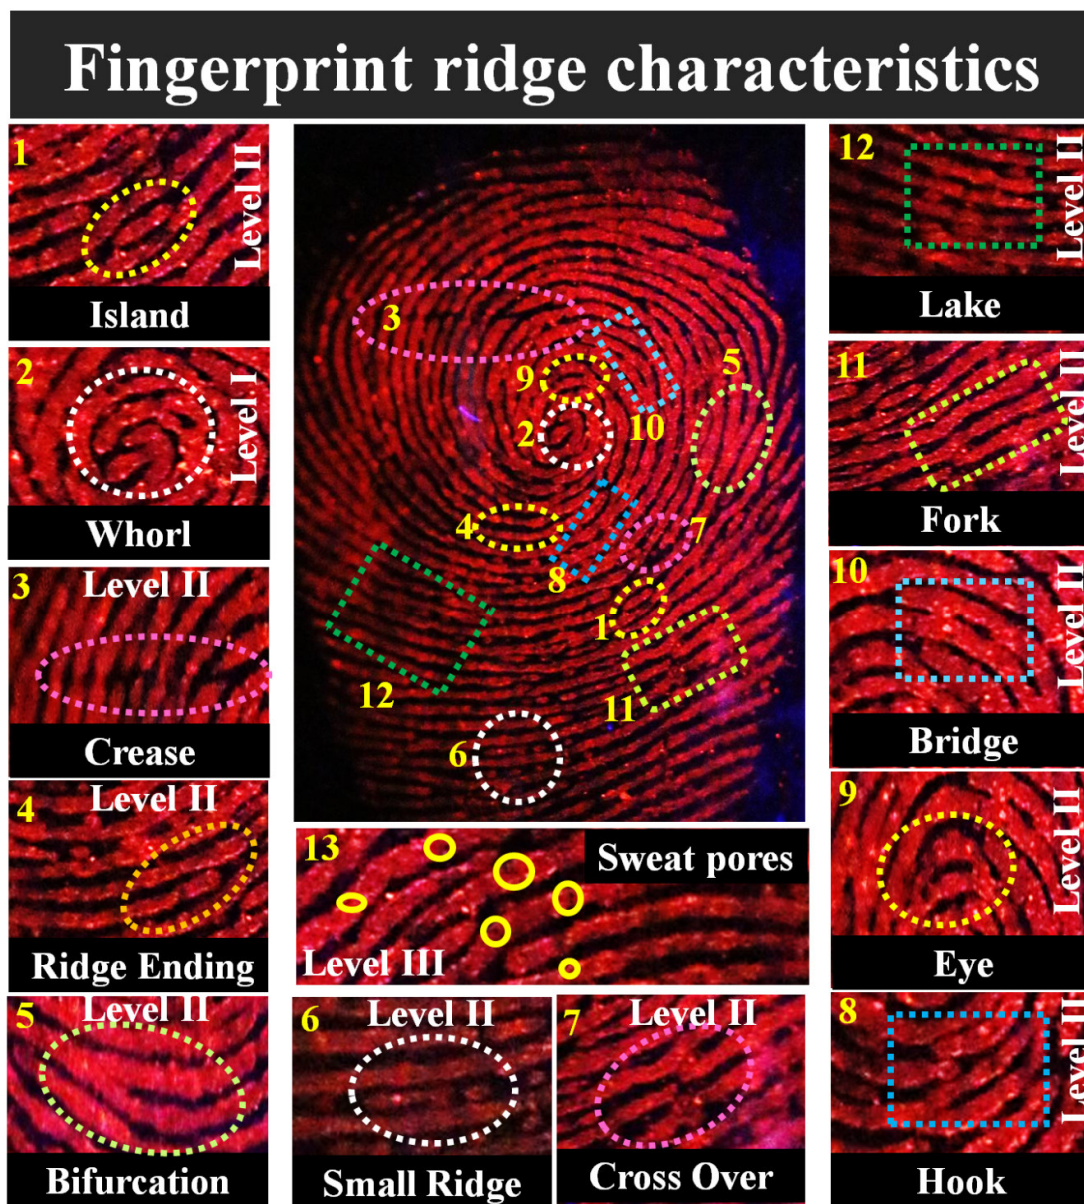 Fingerprint ridge characteristics
1
Level II
Island
2
Level I
Whorl
3
Level II
Crease
4
Level II
Ridge Ending
5
Level II
Bifurcation
3
5
9
2
10
4
7
8
1
12
11
6
13
Sweat pores
Level III
6
Level II
Small Ridge
7
Level II
Cross Over
12
Level II
Lake
11
Level II
Fork
10
Level II
Bridge
9
Level II
Eye
8
Level II
Hook